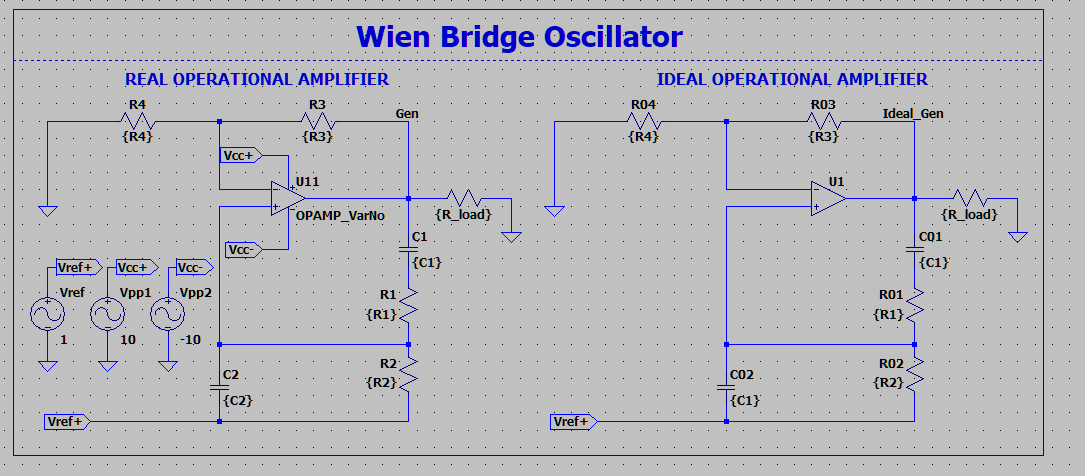 Wien Bridge Oscillator
REAL OPERATIONAL AMPLIFIER
R4
{R4}
R3
{R3}
Gen
Vcc+
U11
OPAMP_VarNo
Vcc-
{R_load}
C1
{C1}
R1
{R1}
R2
{R2}
C2
{C2}
Vref+
Vcc+
Vcc-
Vref
Vpp1
Vpp2
1
10
-10
Vref+
IDEAL OPERATIONAL AMPLIFIER
R04
{R4}
R03
{R3}
Ideal_Gen
U1
{R_load}
C01
{C1}
R01
{R1}
R02
{R2}
C02
{C1}
Vref+